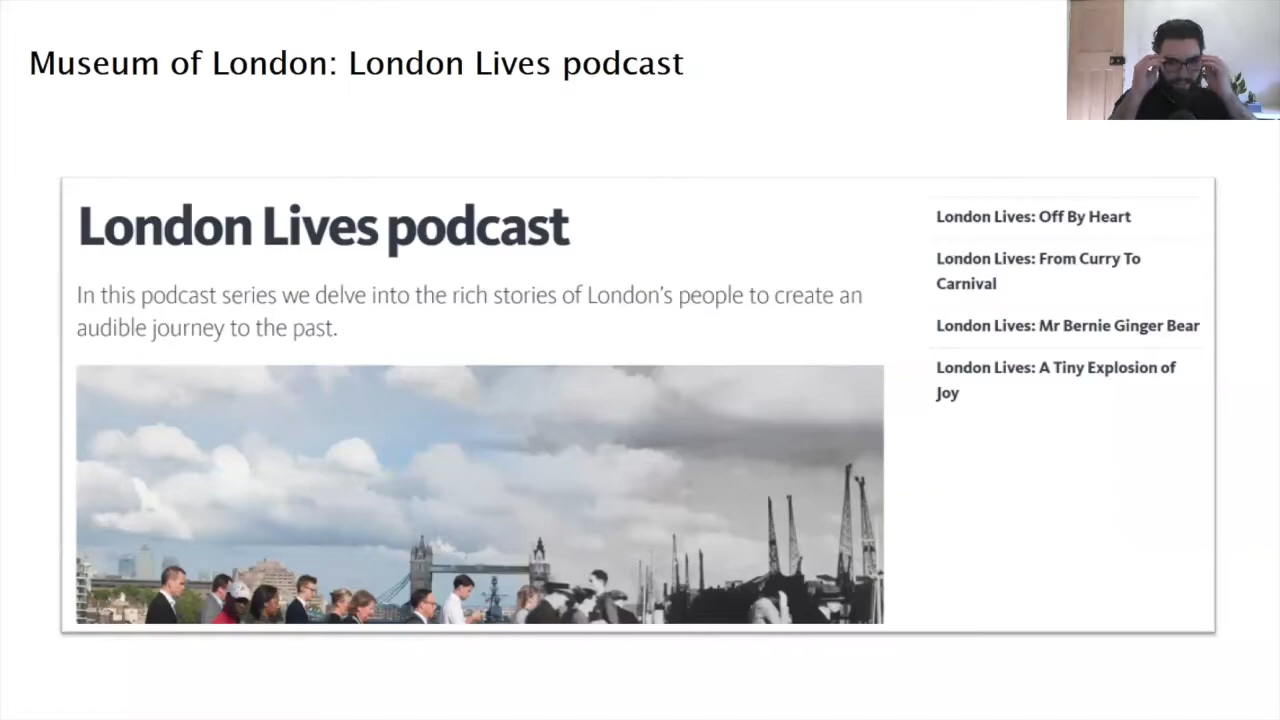 Museum of London: London Lives podcast
London Lives podcast
In this podcast series we delve into the rich stories of London's people to create an
audible journey to the past.
London Lives: Off By Heart
London Lives: From Curry To
Carnival
London Lives: Mr Bernie Ginger Bear
London Lives: A Tiny Explosion of
Joy